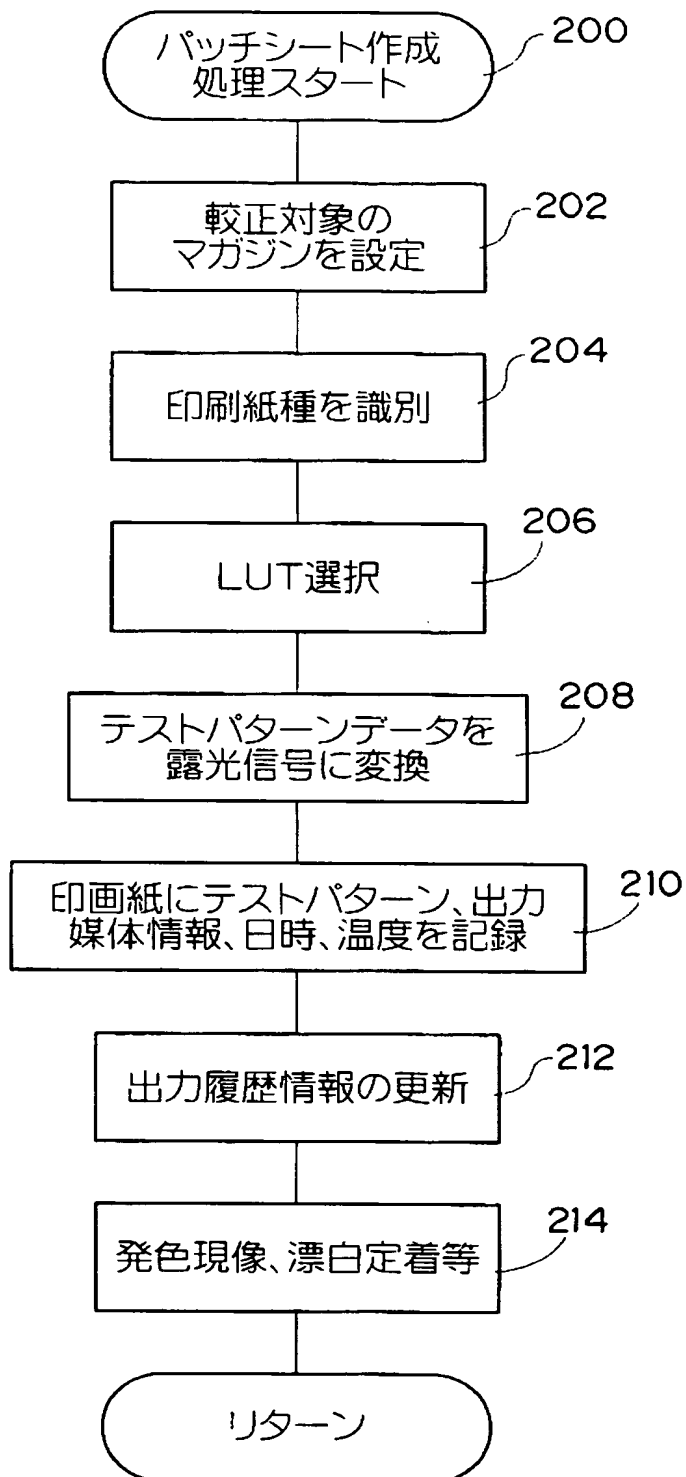 パッチシート作成
処理スタート
200
較正対象の
マガジンを設定
202
印刷紙種を識別
204
LUT選択
206
テストパターンデータを
露光信号に変換
208
印画紙にテストパターン、出力
媒体情報、日時、温度を記録
210
出力履歴情報の更新
212
発色現像、漂白定着等
214
リターン